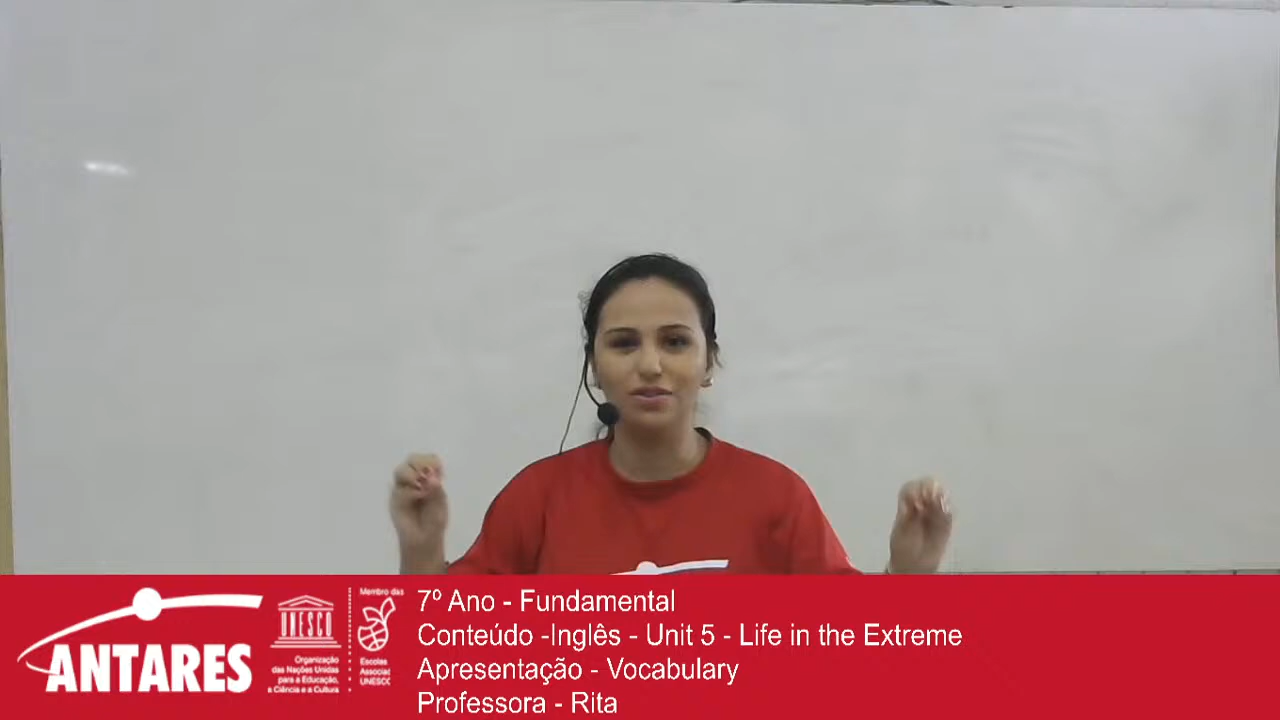 7º Ano - Fundamental
Conteúdo -Inglês - Unit 5 - Life in the Extreme
Apresentação - Vocabulary
Professora - Rita
ANTARES
UNESCO
Organização
das Nações Unidas
para a Educação,
a Ciência e a Cultura
Membro das
Escolas
Associa
UNESCO